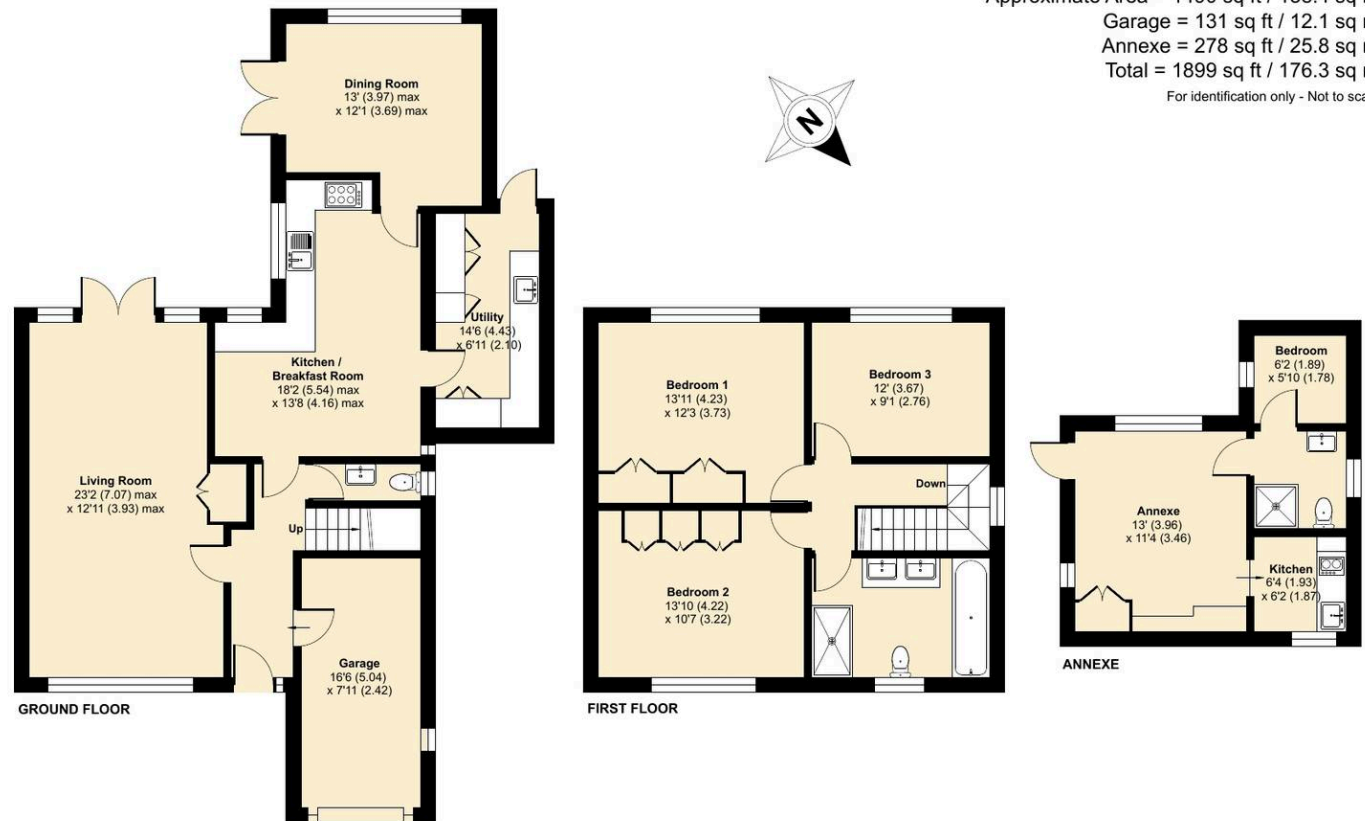 Garage = 131 sq ft / 12.1 sq
Annexe = 278 sq ft / 25.8 sq
Total = 1899 sq ft / 176.3 sq
For identification only - Not to
N
Dining Room
13' (3.97) max
x 12'1 (3.69) max
Utility
14'6 (4.43)
x 6'11 (2.10)
Kitchen /
Breakfast Room
18'2 (5.54) max
x 13'8 (4.16) max
Living Room
23'2 (7.07) max
x 12'11 (3.93) max
Up
Garage
16'6 (5.04)
x 7'11 (2.42)
GROUND FLOOR
Bedroom 1
13'11 (4.23)
x 12'3 (3.73)
Bedroom 3
12' (3.67)
x 9'1 (2.76)
Down
Bedroom 2
13'10 (4.22)
x 10'7 (3.22)
FIRST FLOOR
Bedroom
6'2 (1.89)
x 5'10 (1.78)
Annexe
13' (3.96)
x 11'4 (3.46)
Kitchen
6'4 (1.93)
x 6'2 (1.87)
ANNEXE